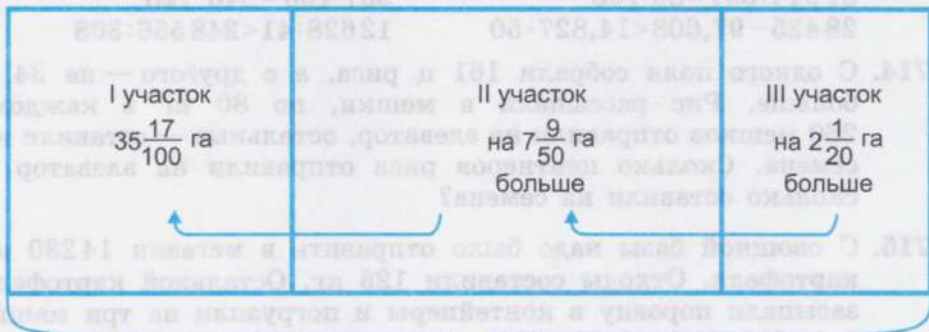 I участок
35 17/100 га
II участок
на 7 9/50 га
больше
III участок
на 2 1/20 га
больше